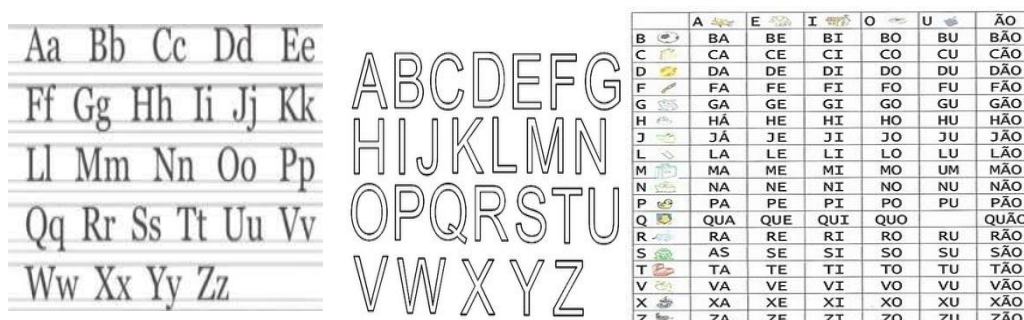 Aa Bb Cc Dd Ee
Ff Gg Hh Ii Jj Kk
Ll Mm Nn Oo Pp
Qq Rr Ss Tt Uu Vv
Ww Xx Yy Zz
ABCDEFG
HIJKLMN
OPQRSTU
VWXYZ
A E I O U ÃO
B BA BE BI BO BU BÃO
C CA CE CI CO CU CÃO
D DA DE DI DO DU DÃO
F FA FE FI FO FU FÃO
G GA GE GI GO GU GÃO
H HÁ HE HI HO HU HÃO
J JÁ JE JI JO JU JÃO
L LA LE LI LO LU LÃO
M MA ME MI MO UM MÃO
N NA NE NI NO NU NÃO
P PA PE PI PO PU PÃO
Q QUA QUE QUI QUO QUÃO
R RA RE RI RO RU RÃO
S AS SE SI SO SU SÃO
T TA TE TI TO TU TÃO
V VA VE VI VO VU VÃO
X XA XE XI XO XU XÃO
Z ZA ZE ZI ZO ZU ZÃO